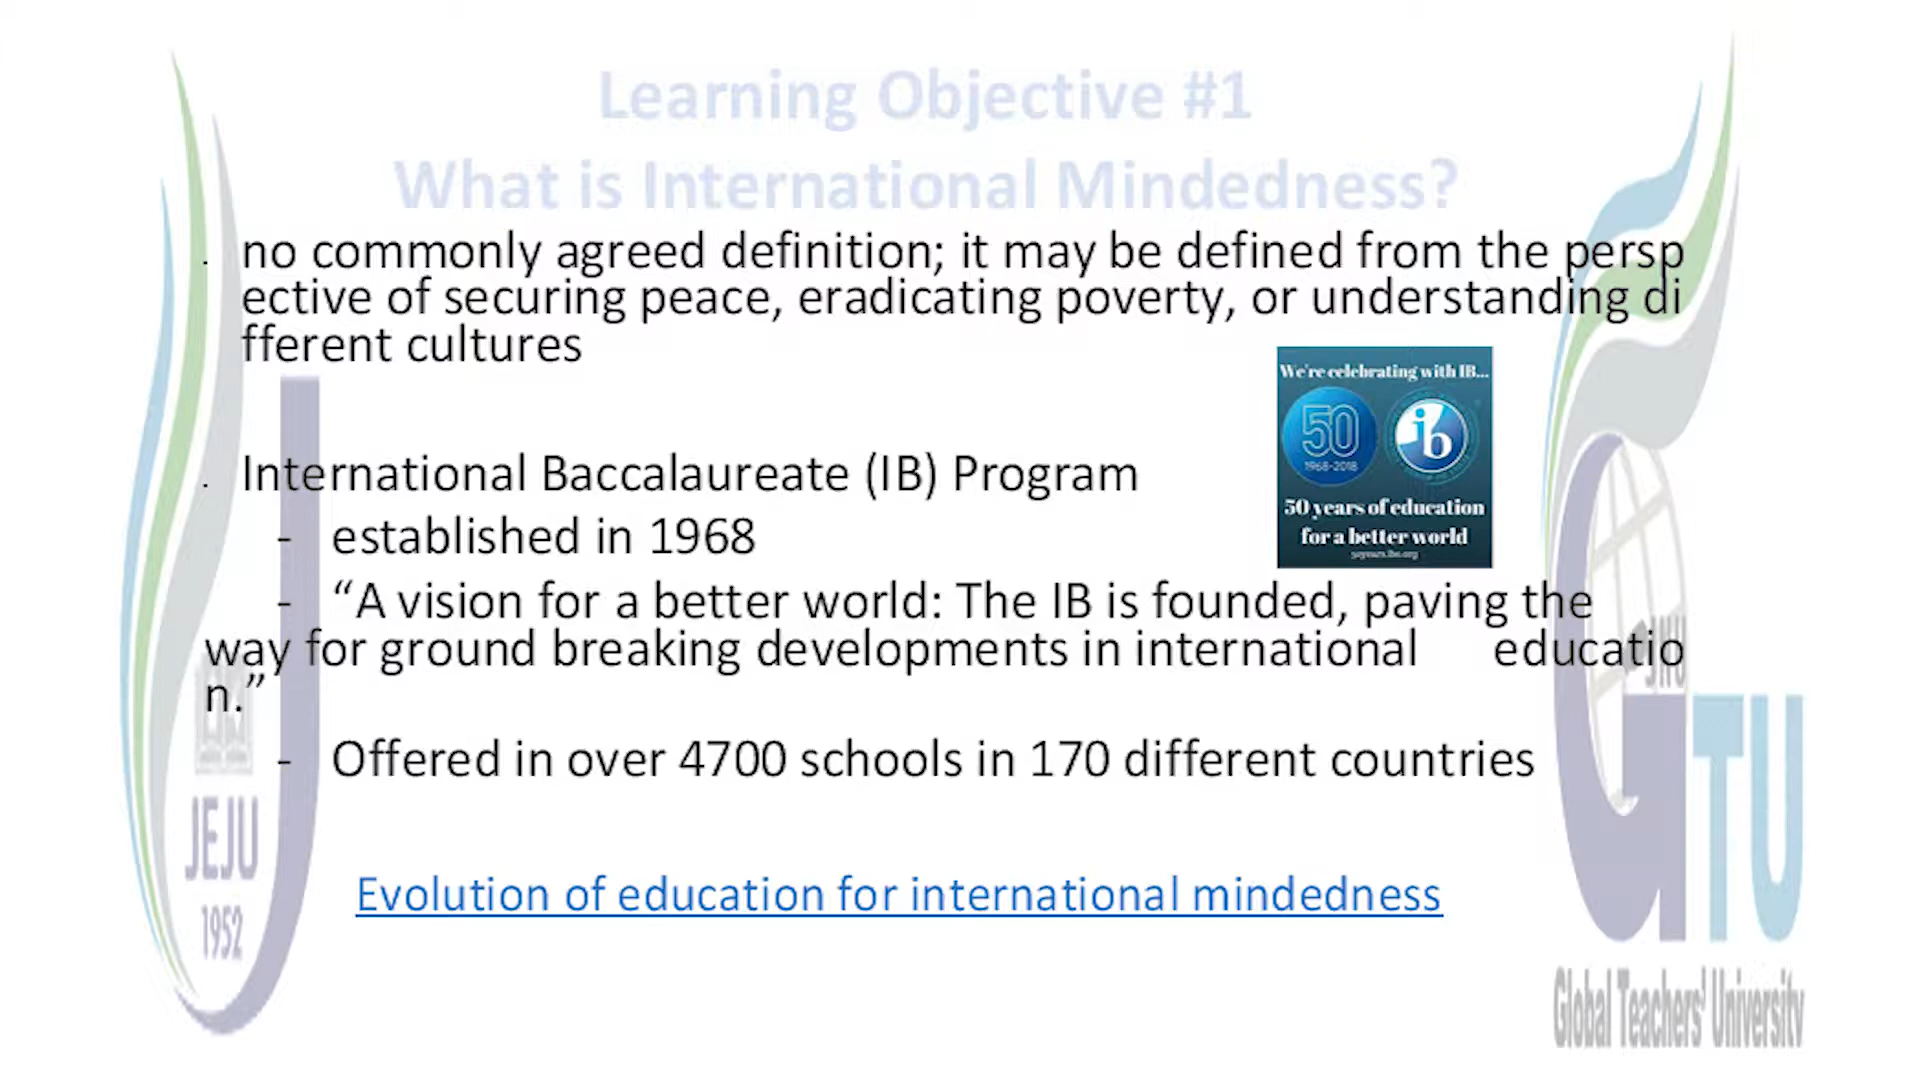 Learning Objective #1
What is International Mindedness?
. no commonly agreed definition; it may be defined from the persp
ective of securing peace, eradicating poverty, or understanding di
fferent cultures
We're celebrating with IB...
50
1968-2018
ib
50 years of education
for a better world
. International Baccalaureate (IB) Program
- established in 1968
- “A vision for a better world: The IB is founded, paving the
way for ground breaking developments in international educatio
n.”
- Offered in over 4700 schools in 170 different countries
Evolution of education for international mindedness
JEJU
1952
JNU
GTU
Global Teachers' University